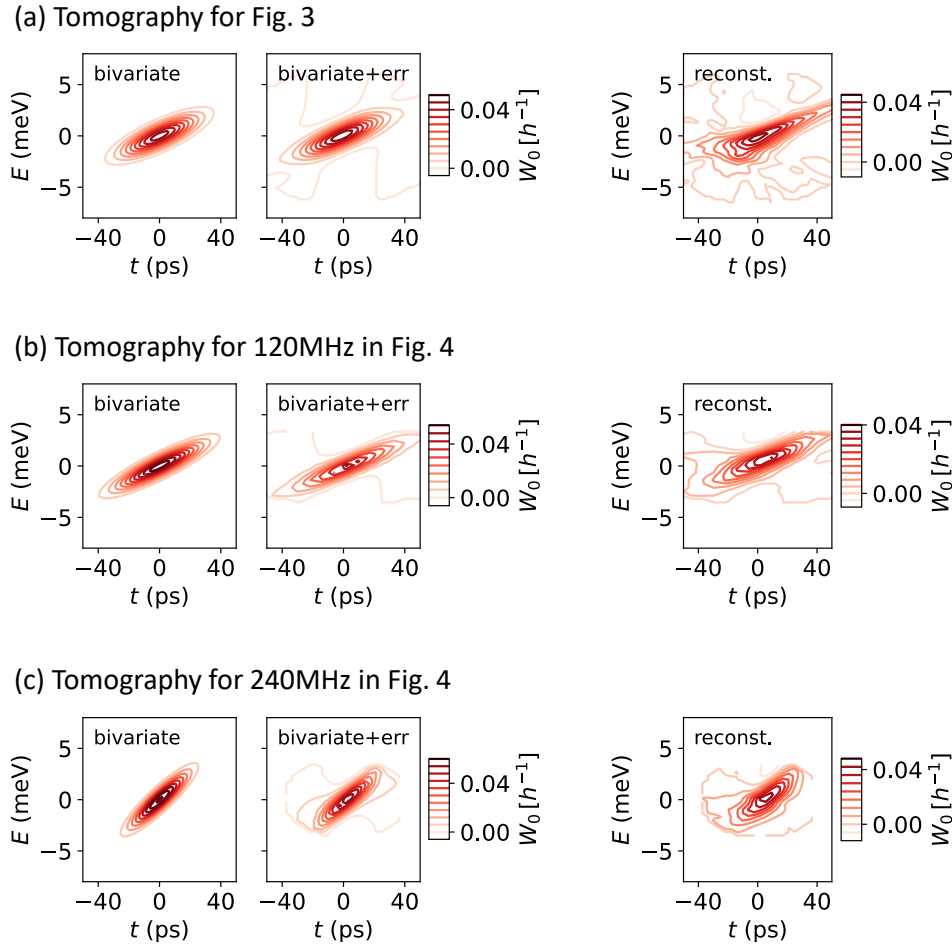 (a) Tomography for Fig. 3
bivariate
bivariate+err
reconst.
E (meV)
5
0
−5
−40 0 40
t (ps)
−40 0 40
t (ps)
0.04
0.00
W₀ [h⁻¹]
E (meV)
5
0
−5
−40 0 40
t (ps)
0.04
0.00
W₀ [h⁻¹]
(b) Tomography for 120MHz in Fig. 4
bivariate
bivariate+err
reconst.
E (meV)
5
0
−5
−40 0 40
t (ps)
−40 0 40
t (ps)
0.04
0.00
W₀ [h⁻¹]
E (meV)
5
0
−5
−40 0 40
t (ps)
0.04
0.00
W₀ [h⁻¹]
(c) Tomography for 240MHz in Fig. 4
bivariate
bivariate+err
reconst.
E (meV)
5
0
−5
−40 0 40
t (ps)
−40 0 40
t (ps)
0.04
0.00
W₀ [h⁻¹]
E (meV)
5
0
−5
−40 0 40
t (ps)
0.04
0.00
W₀ [h⁻¹]